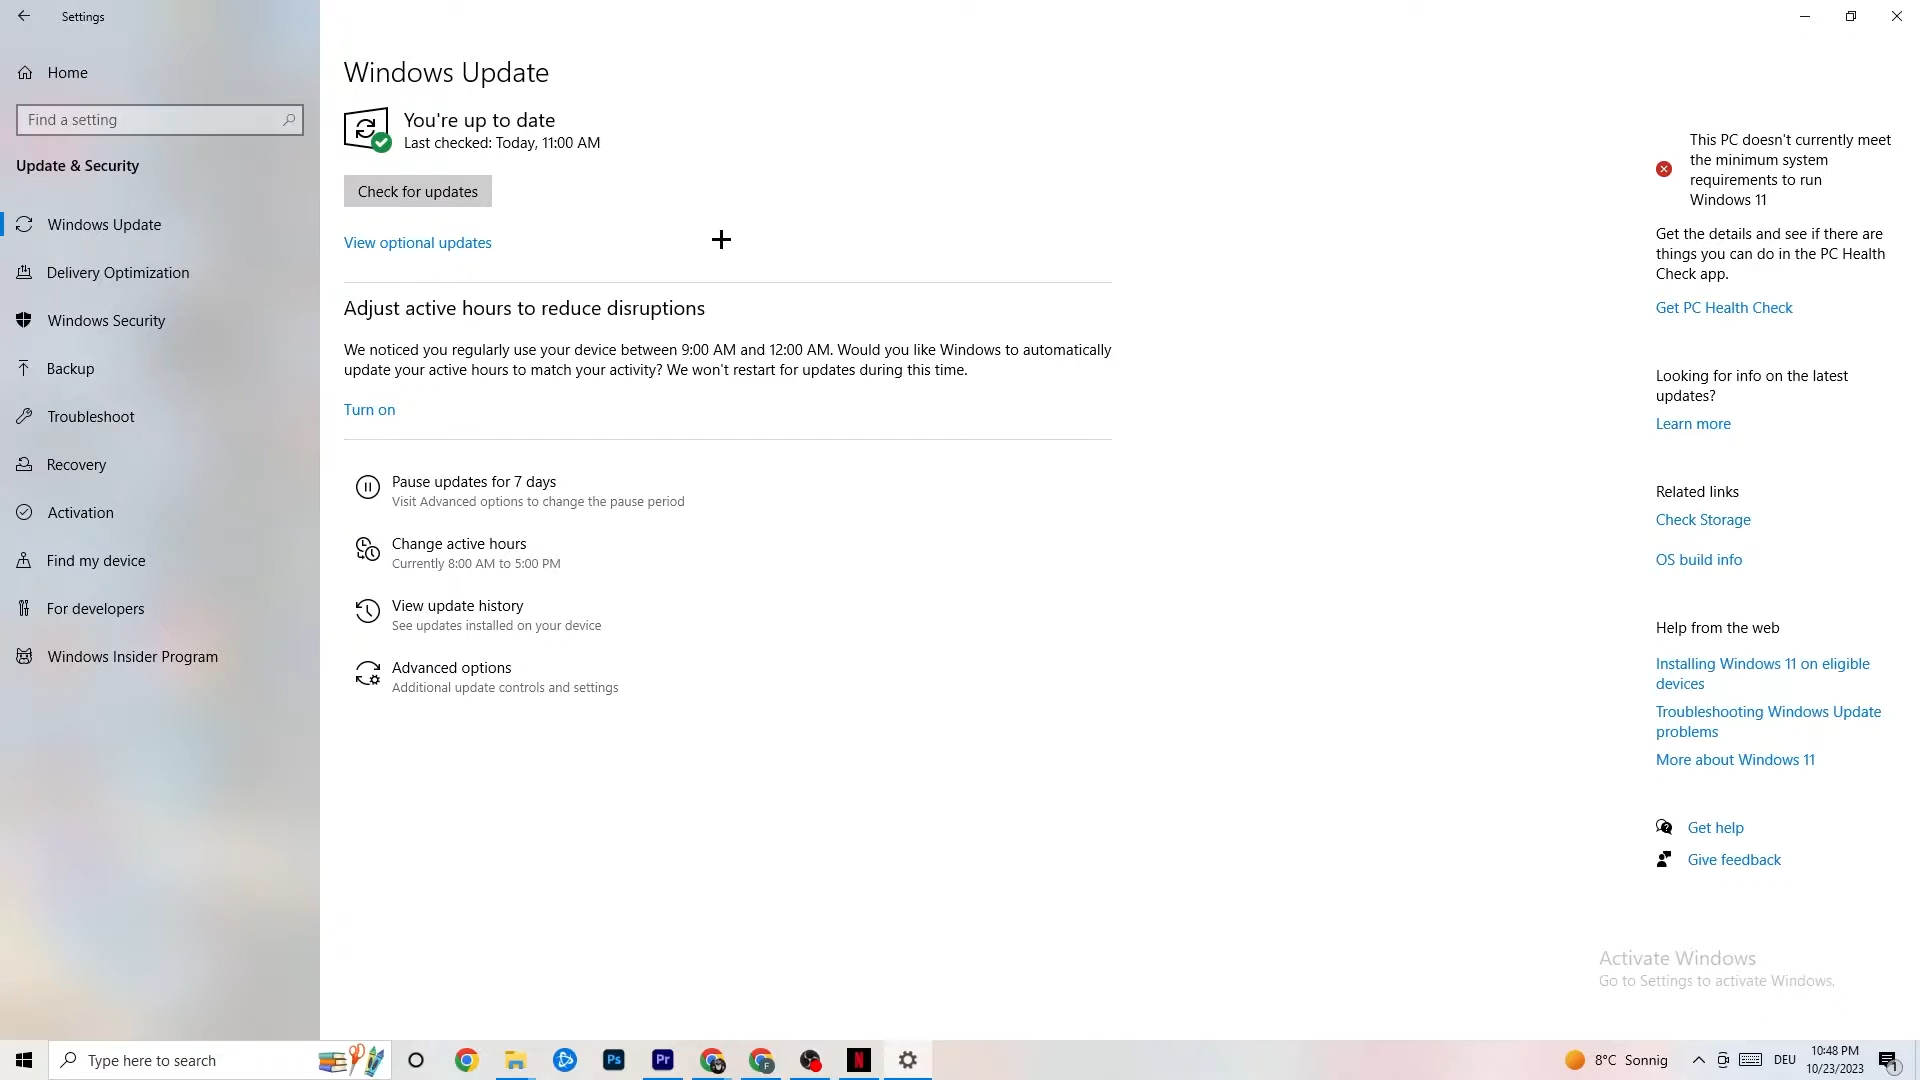 Settings
Home
Find a setting
Update & Security
Windows Update
Delivery Optimization
Windows Security
Backup
Troubleshoot
Recovery
Activation
Find my device
For developers
Windows Insider Program
Windows Update
You're up to date
Last checked: Today, 11:00 AM
Check for updates
View optional updates
Adjust active hours to reduce disruptions
We noticed you regularly use your device between 9:00 AM and 12:00 AM. Would you like Windows to automatically
update your active hours to match your activity? We won't restart for updates during this time.
Turn on
Pause updates for 7 days
Visit Advanced options to change the pause period
Change active hours
Currently 8:00 AM to 5:00 PM
View update history
See updates installed on your device
Advanced options
Additional update controls and settings
This PC doesn't currently meet
the minimum system
requirements to run
Windows 11
Get the details and see if there are
things you can do in the PC Health
Check app.
Get PC Health Check
Looking for info on the latest
updates?
Learn more
Related links
Check Storage
OS build info
Help from the web
Installing Windows 11 on eligible
devices
Troubleshooting Windows Update
problems
More about Windows 11
Get help
Give feedback
Activate Windows
Go to Settings to activate Windows.
Type here to search
Ps
Pr
F
N
8°C Sonnig
DEU
10:48 PM
10/23/2023
1